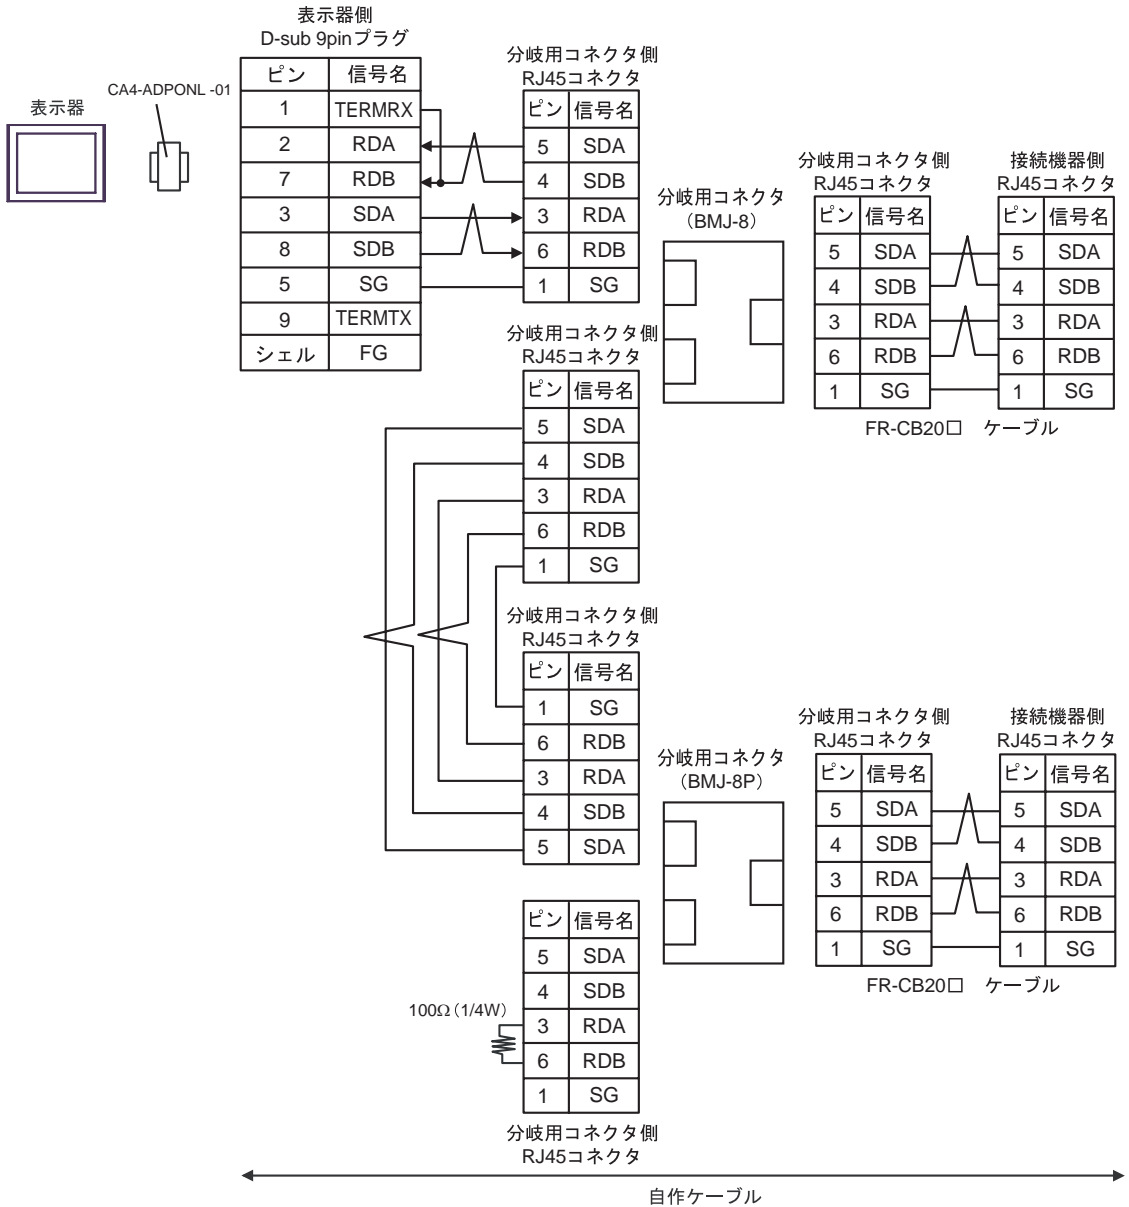 表示器側
D-sub 9pinプラグ
ピン 信号名
1 TERMRX
2 RDA
7 RDB
3 SDA
8 SDB
5 SG
9 TERMTX
シェル FG
表示器
CA4-ADPONL -01
分岐用コネクタ側
RJ45コネクタ
ピン 信号名
5 SDA
4 SDB
3 RDA
6 RDB
1 SG
分岐用コネクタ
（BMJ-8）
分岐用コネクタ側
RJ45コネクタ
ピン 信号名
5 SDA
4 SDB
3 RDA
6 RDB
1 SG
接続機器側
RJ45コネクタ
ピン 信号名
5 SDA
4 SDB
3 RDA
6 RDB
1 SG
FR-CB20□ ケーブル
分岐用コネクタ側
RJ45コネクタ
ピン 信号名
5 SDA
4 SDB
3 RDA
6 RDB
1 SG
分岐用コネクタ側
RJ45コネクタ
ピン 信号名
1 SG
6 RDB
3 RDA
4 SDB
5 SDA
分岐用コネクタ
（BMJ-8P）
分岐用コネクタ側
RJ45コネクタ
ピン 信号名
5 SDA
4 SDB
3 RDA
6 RDB
1 SG
接続機器側
RJ45コネクタ
ピン 信号名
5 SDA
4 SDB
3 RDA
6 RDB
1 SG
FR-CB20□ ケーブル
ピン 信号名
5 SDA
4 SDB
3 RDA
6 RDB
1 SG
100Ω（1/4W）
分岐用コネクタ側
RJ45コネクタ
自作ケーブル